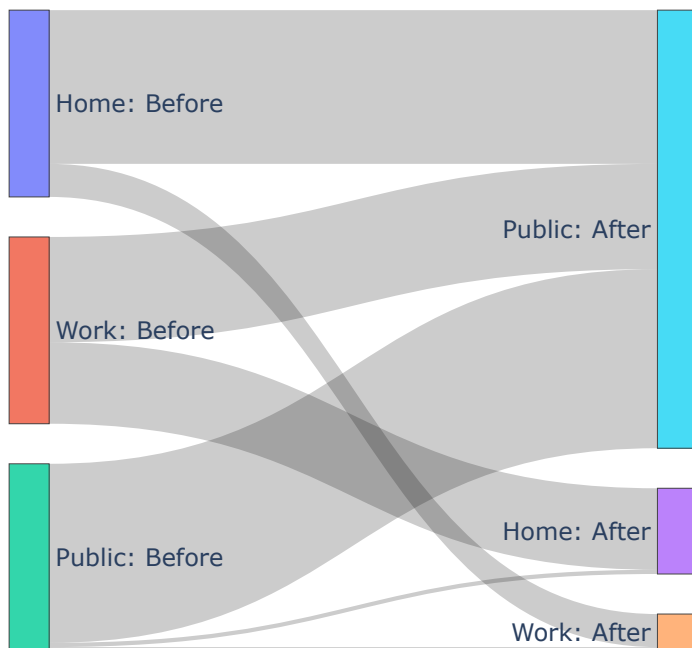 Home: Before
Work: Before
Public: Before
Public: After
Home: After
Work: After